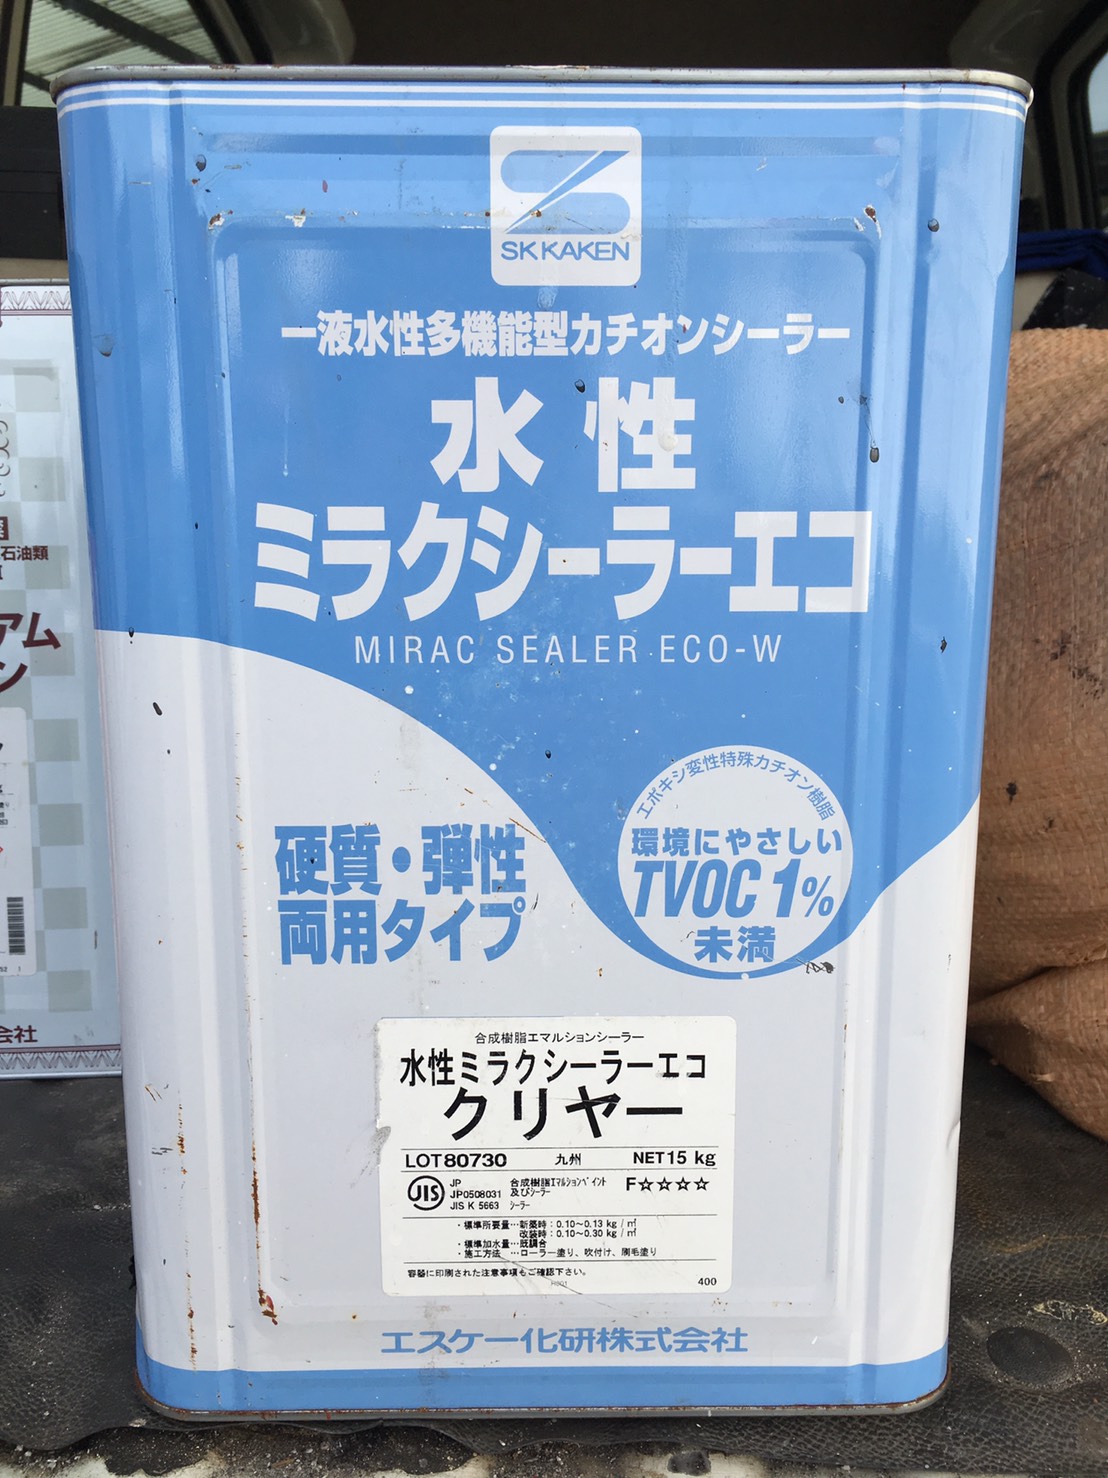 SK KAKEN
一液水性多機能型カチオンシーラー
水性
ミラクシーラーエコ
MIRAC SEALER ECO-W
エポキシ変性特殊カチオン樹脂
環境にやさしい
TVOC 1%
未満
硬質・弾性
両用タイプ
合成樹脂エマルションシーラー
水性ミラクシーラーエコ
クリヤー
LOT 80730 九州 NET 15 kg
JIS JP 合成樹脂エマルションペイント F☆☆☆☆
JP0508031 及びシーラー
JIS K 5663 シーラー
・標準所要量…新築時：0.10～0.13 kg / ㎡
改装時：0.10～0.30 kg / ㎡
・標準加水量…既調合
・施工方法 …ローラー塗り、吹付け、刷毛塗り
容器に印刷された注意事項もご確認下さい。
400
エスケー化研株式会社
石油類
アム
ン
会社